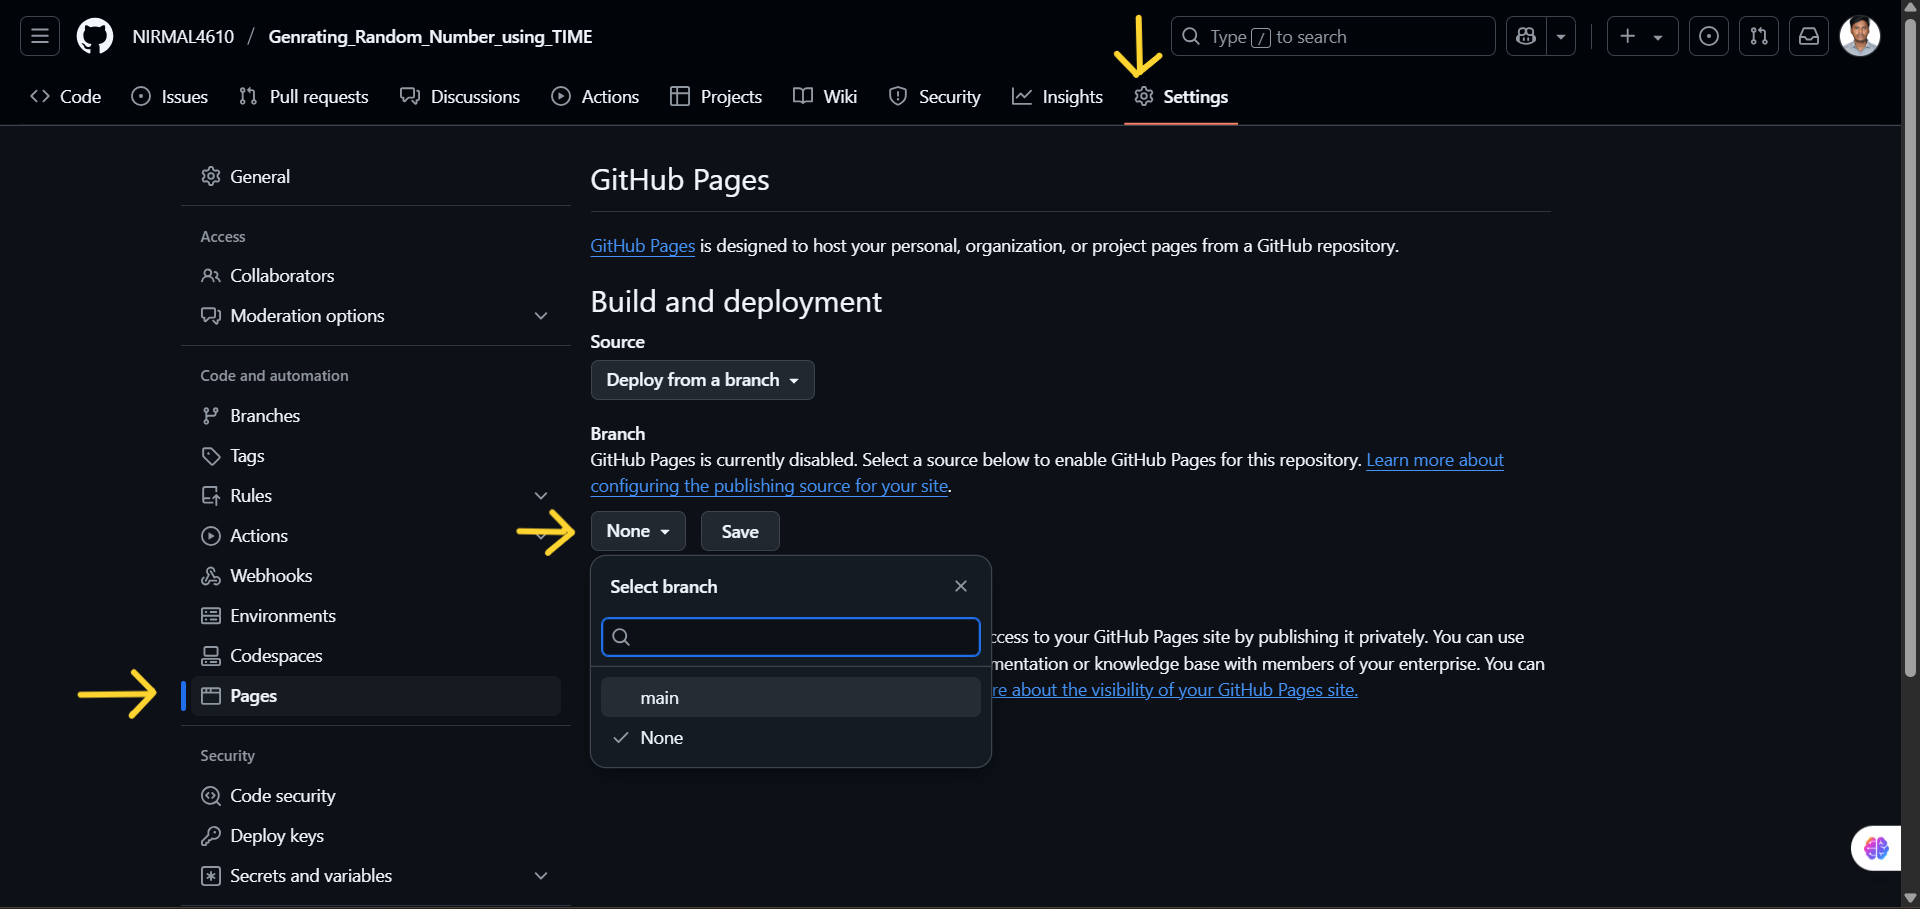 NIRMAL4610 / Genrating_Random_Number_using_TIME
Type / to search
Code
Issues
Pull requests
Discussions
Actions
Projects
Wiki
Security
Insights
Settings
General
Access
Collaborators
Moderation options
Code and automation
Branches
Tags
Rules
Actions
Webhooks
Environments
Codespaces
Pages
Security
Code security
Deploy keys
Secrets and variables
GitHub Pages
GitHub Pages is designed to host your personal, organization, or project pages from a GitHub repository.
Build and deployment
Source
Deploy from a branch
Branch
GitHub Pages is currently disabled. Select a source below to enable GitHub Pages for this repository. Learn more about
configuring the publishing source for your site.
None
Save
Select branch
main
None
ccess to your GitHub Pages site by publishing it privately. You can use
mentation or knowledge base with members of your enterprise. You can
re about the visibility of your GitHub Pages site.